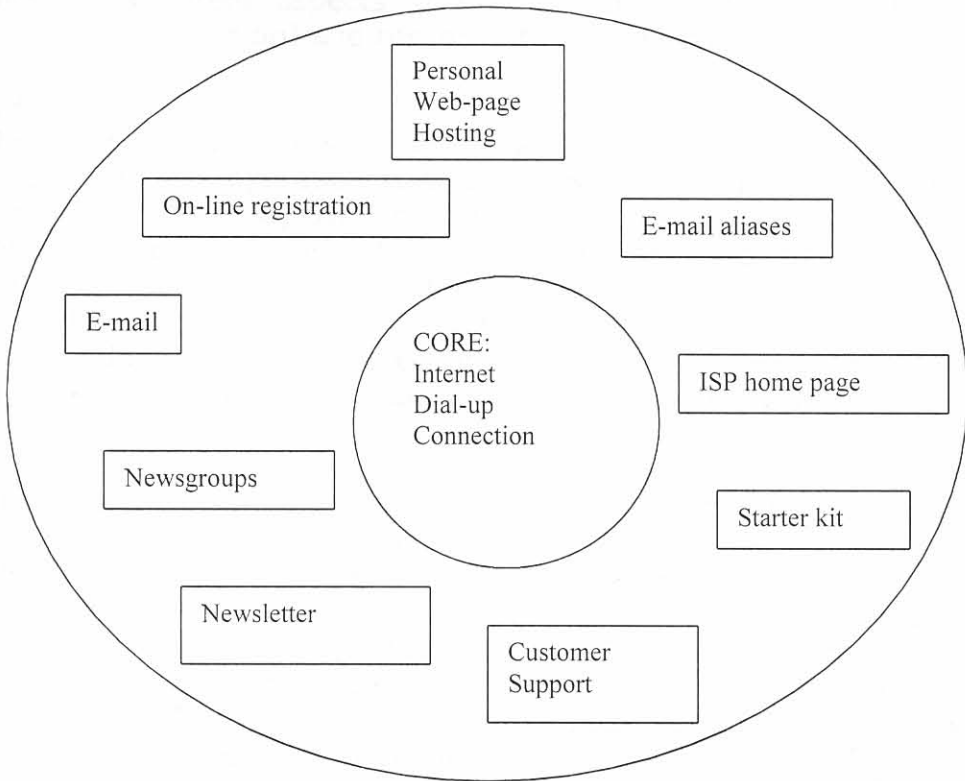 Personal
Web-page
Hosting
On-line registration
E-mail aliases
E-mail
CORE:
Internet
Dial-up
Connection
ISP home page
Newsgroups
Starter kit
Newsletter
Customer
Support